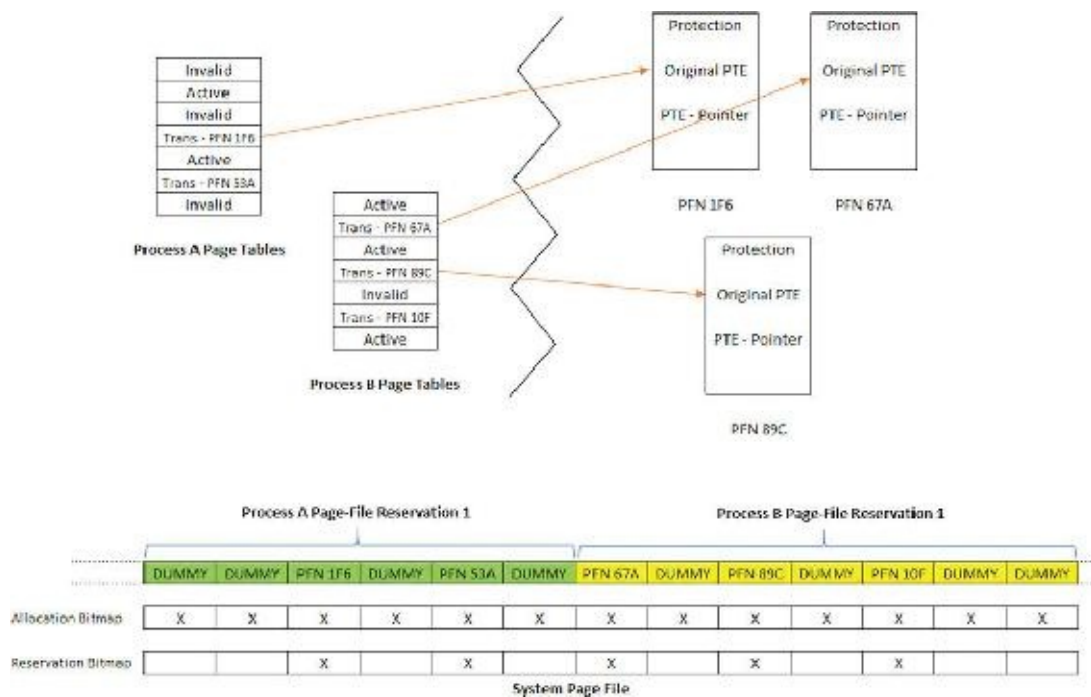 Invalid
Active
Invalid
Trans - PFN 1F6
Active
Trans - PFN 53A
Invalid
Process A Page Tables
Active
Trans - PFN 67A
Active
Trans - PFN 89C
Invalid
Trans - PFN 10F
Active
Process B Page Tables
Protection
Original PTE
PTE - Pointer
PFN 1F6
Protection
Original PTE
PTE - Pointer
PFN 67A
Protection
Original PTE
PTE - Pointer
PFN 89C
Process A Page-File Reservation 1 Process B Page-File Reservation 1
DUMMY DUMMY PFN 1F6 DUMMY PFN 53A DUMMY PFN 67A DUMMY PFN 89C DUMMY PFN 10F DUMMY DUMMY
Allocation Bitmap X X X X X X X X X X X X X
Reservation Bitmap X X X X X
System Page File